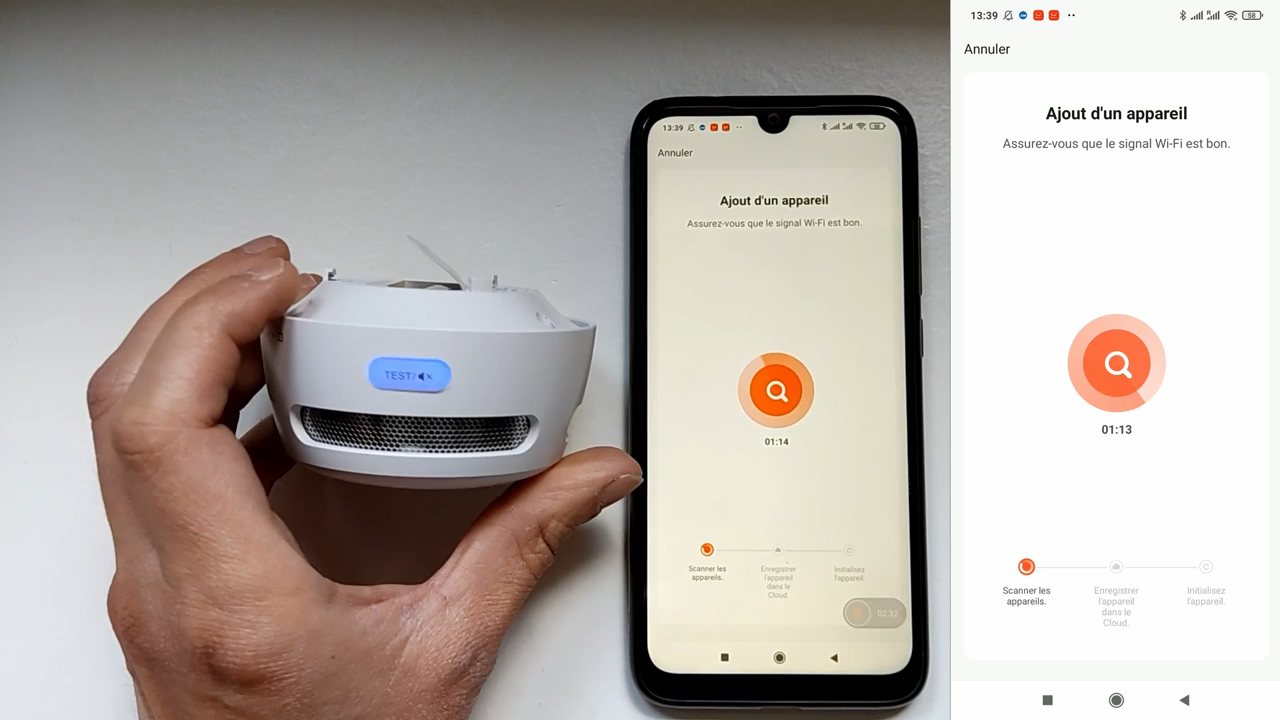 TEST/
13:39
Annuler
Ajout d'un appareil
Assurez-vous que le signal Wi-Fi est bon.
01:14
Scanner les
appareils.
Enregistrer
l'appareil
dans le
Cloud
Initialisez
l'appareil.
02:32
13:39
58
Annuler
Ajout d'un appareil
Assurez-vous que le signal Wi-Fi est bon.
01:13
Scanner les
appareils.
Enregistrer
l'appareil
dans le
Cloud.
Initialisez
l'appareil.